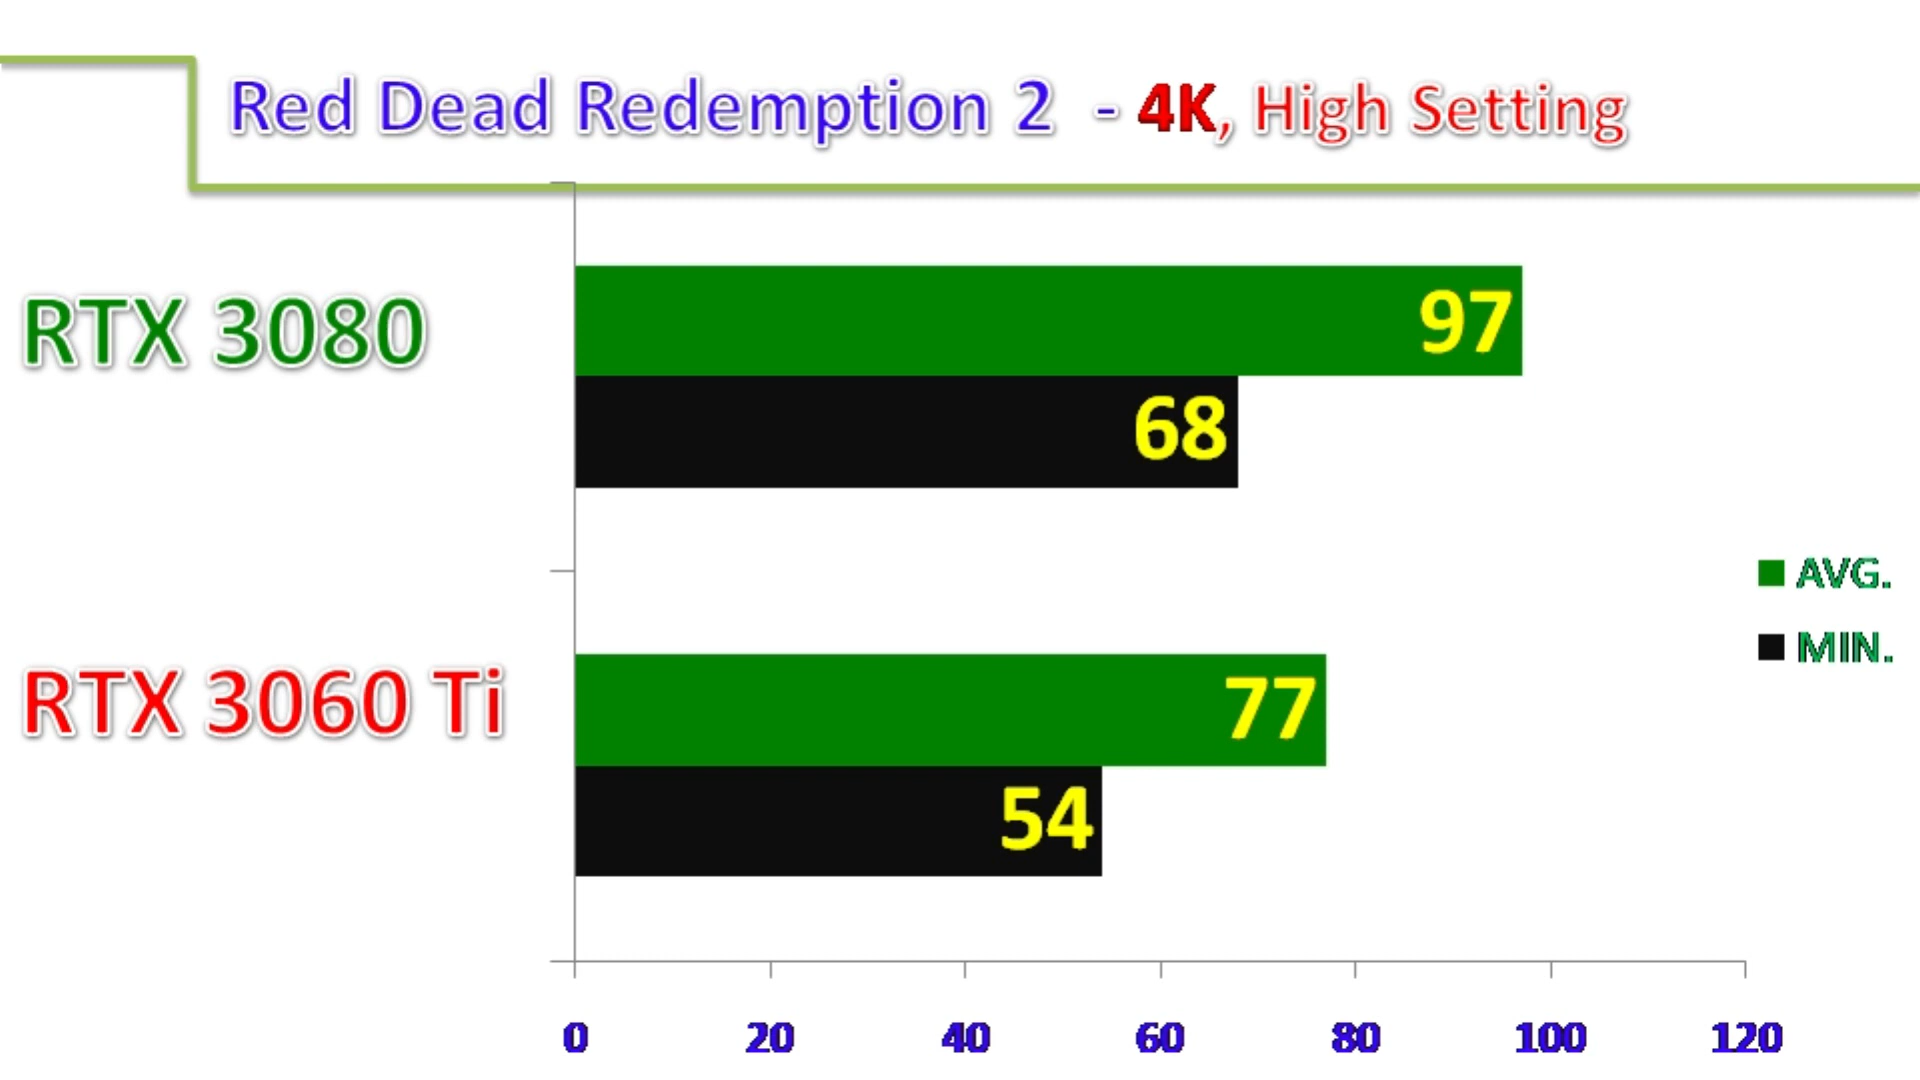 Red Dead Redemption 2 - 4K, High Setting
RTX 3080
97
68
RTX 3060 Ti
77
54
AVG.
MIN.
0 20 40 60 80 100 120